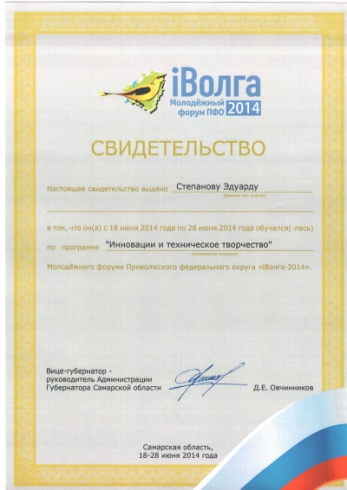 iВолга
Молодёжный
форум ПФО 2014
СВИДЕТЕЛЬСТВО
Настоящее свидетельство выдано Степанову Эдуарду
в том, что он(а) с 18 июня 2014 года по 28 июня 2014 года обучался(-лась)
по программе "Инновации и техническое творчество"
Молодёжного форума Приволжского федерального округа «iВолга-2014».
Вице-губернатор -
руководитель Администрации
Губернатора Самарской области Д.Е. Овчинников
Самарская область,
18-28 июня 2014 года